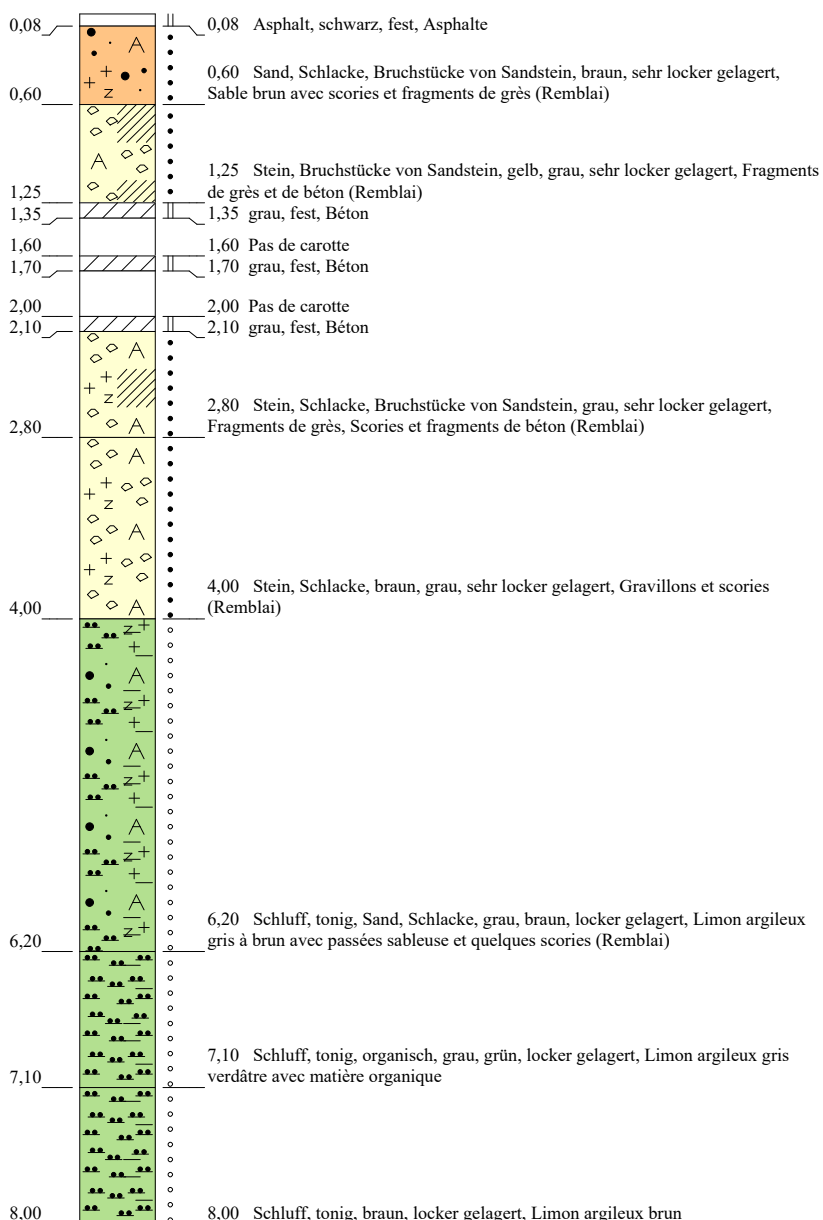 0,08
0,08 Asphalt, schwarz, fest, Asphalte
0,60 Sand, Schlacke, Bruchstücke von Sandstein, braun, sehr locker gelagert,
0,60
Sable brun avec scories et fragments de grès (Remblai)
1,25 Stein, Bruchstücke von Sandstein, gelb, grau, sehr locker gelagert, Fragments
1,25
de grès et de béton (Remblai)
1,35
1,35 grau, fest, Béton
1,60
1,60 Pas de carotte
1,70
1,70 grau, fest, Béton
2,00
2,00 Pas de carotte
2,10
2,10 grau, fest, Béton
2,80 Stein, Schlacke, Bruchstücke von Sandstein, grau, sehr locker gelagert,
2,80
Fragments de grès, Scories et fragments de béton (Remblai)
4,00 Stein, Schlacke, braun, grau, sehr locker gelagert, Gravillons et scories
4,00
(Remblai)
6,20 Schluff, tonig, Sand, Schlacke, grau, braun, locker gelagert, Limon argileux
6,20
gris à brun avec passées sableuse et quelques scories (Remblai)
7,10 Schluff, tonig, organisch, grau, grün, locker gelagert, Limon argileux gris
7,10
verdâtre avec matière organique
8,00
8,00 Schluff, tonig, braun, locker gelagert, Limon argileux brun